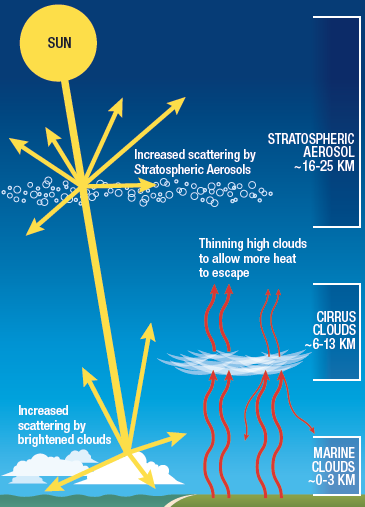 SUN
Increased scattering by
Stratospheric Aerosols
STRATOSPHERIC
AEROSOL
~16-25 KM
Thinning high clouds
to allow more heat
to escape
CIRRUS
CLOUDS
~6-13 KM
Increased
scattering by
brightened clouds
MARINE
CLOUDS
~0-3 KM